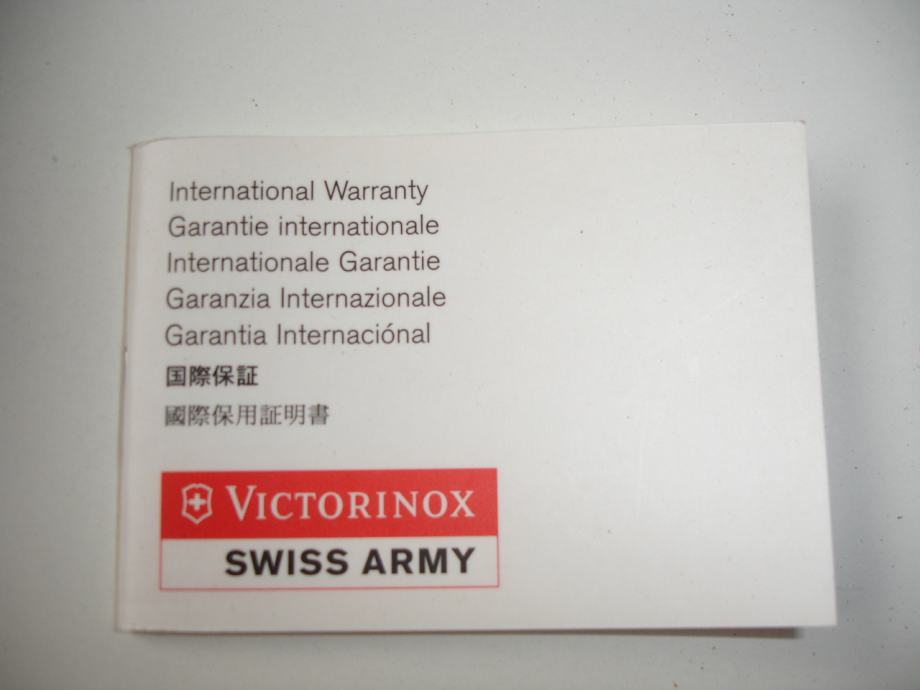 International Warranty
Garantie internationale
Internationale Garantie
Garanzia Internazionale
Garantia Internaciónal
国際保証
國際保用証明書
VICTORINOX
SWISS ARMY